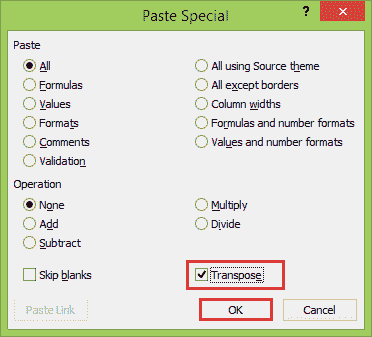 Paste Special
?
Paste
All
All using Source theme
Formulas
All except borders
Values
Column widths
Formats
Formulas and number formats
Comments
Values and number formats
Validation
Operation
None
Multiply
Add
Divide
Subtract
Skip blanks
Transpose
Paste Link
OK
Cancel